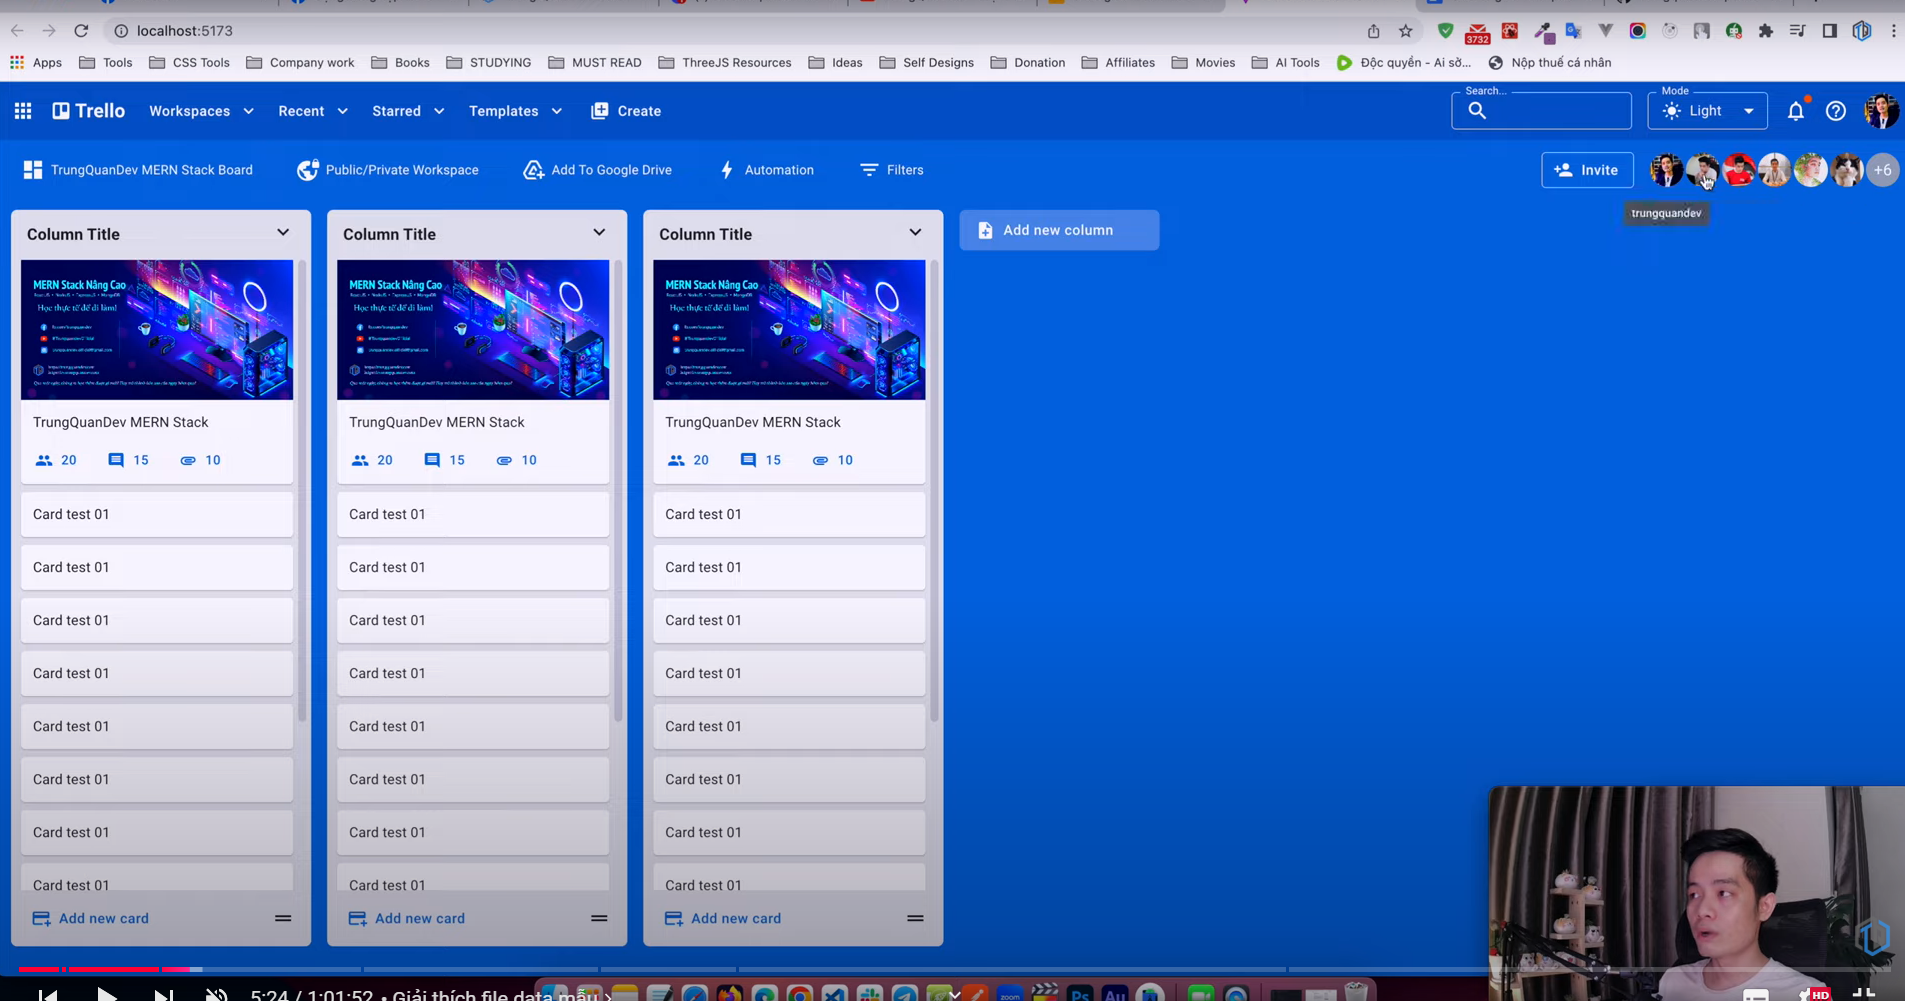 localhost:5173
3732
Apps Tools CSS Tools Company work Books STUDYING MUST READ ThreeJS Resources Ideas Self Designs Donation Affiliates Movies AI Tools Độc quyền - Ai sở... Nộp thuế cá nhân
Trello Workspaces Recent Starred Templates Create Search... Mode Light
TrungQuanDev MERN Stack Board Public/Private Workspace Add To Google Drive Automation Filters Invite +6
trungquandev
Column Title Column Title Column Title Add new column
MERN Stack Nâng Cao MERN Stack Nâng Cao MERN Stack Nâng Cao
Học thực tế để đi làm! Học thực tế để đi làm! Học thực tế để đi làm!
TrungQuanDev MERN Stack TrungQuanDev MERN Stack TrungQuanDev MERN Stack
20 15 10 20 15 10 20 15 10
Card test 01 Card test 01 Card test 01
Card test 01 Card test 01 Card test 01
Card test 01 Card test 01 Card test 01
Card test 01 Card test 01 Card test 01
Card test 01 Card test 01 Card test 01
Card test 01 Card test 01 Card test 01
Card test 01 Card test 01 Card test 01
Card test 01 Card test 01 Card test 01
Add new card Add new card Add new card
5:24 / 1:01:52 • Giải thích file data mẫu
zoom Ps Au HD